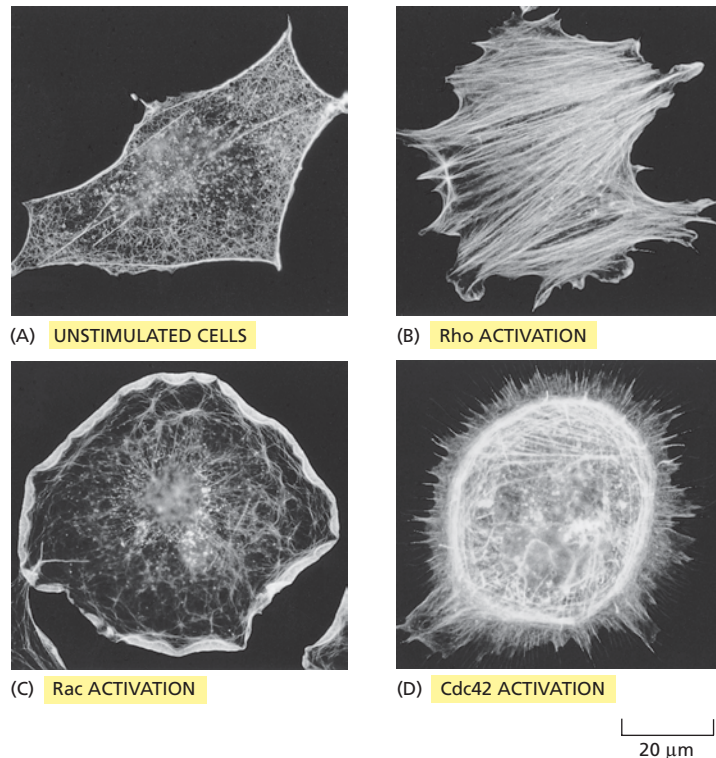 (A) UNSTIMULATED CELLS
(B) Rho ACTIVATION
(C) Rac ACTIVATION
(D) Cdc42 ACTIVATION
20 μm